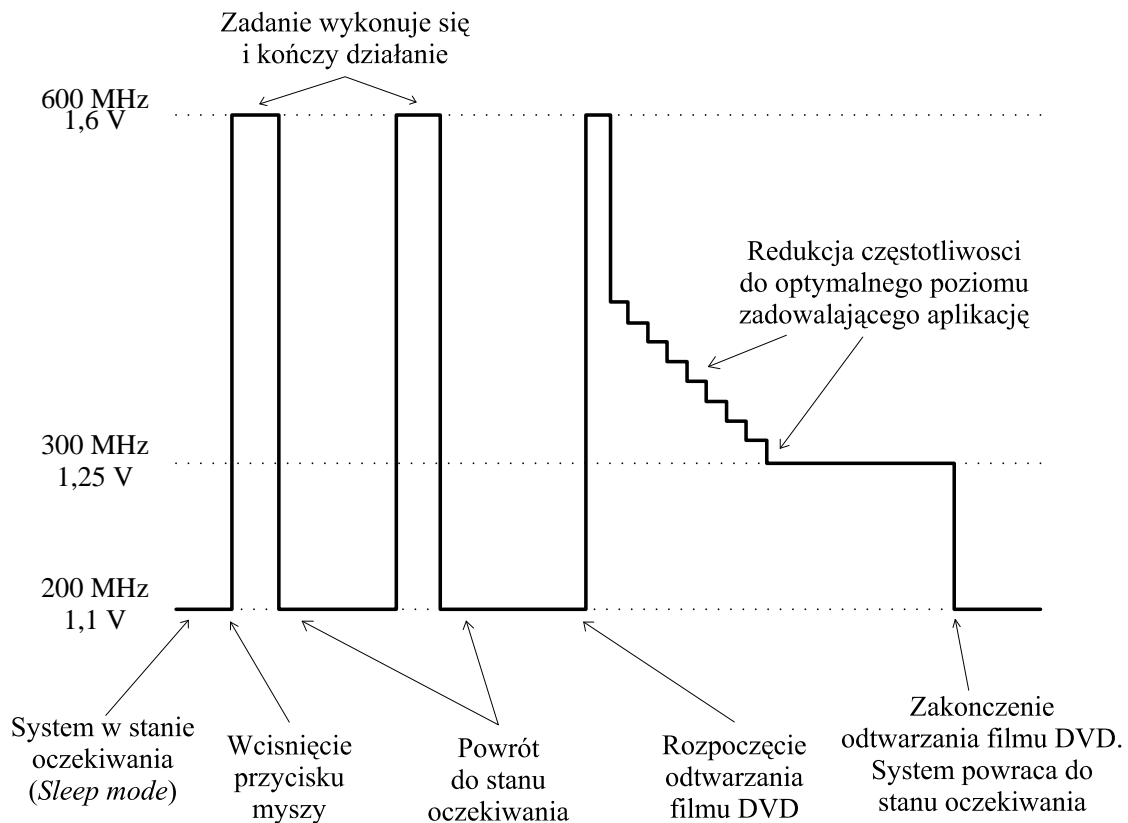 Zadanie wykonuje się
i kończy działanie
600 MHz
1,6 V
Redukcja częstotliwosci
do optymalnego poziomu
zadowalającego aplikację
300 MHz
1,25 V
200 MHz
1,1 V
System w stanie
oczekiwania
(Sleep mode)
Wcisnięcie
przycisku
myszy
Powrót
do stanu
oczekiwania
Rozpoczęcie
odtwarzania
filmu DVD
Zakonczenie
odtwarzania filmu DVD.
System powraca do
stanu oczekiwania